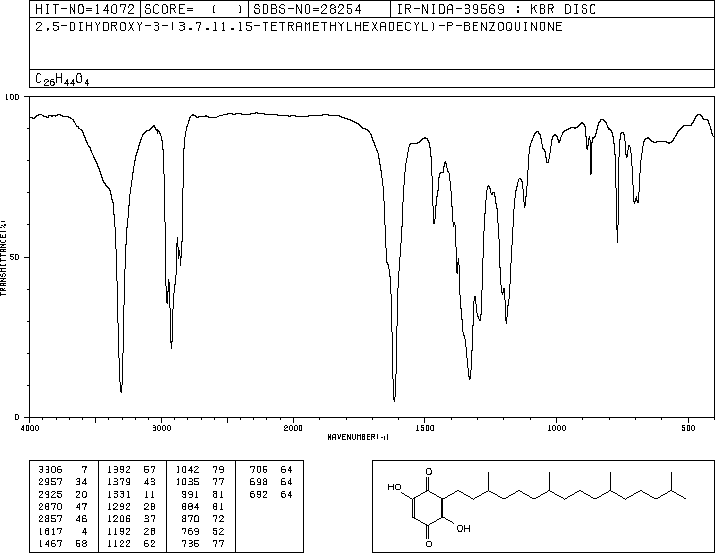 HIT-NO=14072 SCORE= ( ) SDBS-NO=28254 IR-NIDA-39569 : KBR DISC
2,5-DIHYDROXY-3-(3,7,11,15-TETRAMETHYLHEXADECYL)-P-BENZOQUINONE
C26H44O4
100
50
0
TRANSMITTANCE(%)
4000 3000 2000 1500 1000 500
WAVENUMBER(-1)
3306 7 1392 57 1042 79 706 64
2957 34 1379 43 1035 77 698 64
2925 20 1331 11 991 81 692 64
2870 47 1292 28 884 81
2857 46 1206 37 870 72
1617 4 1192 28 769 52
1467 58 1122 62 736 77
O
HO
OH
O